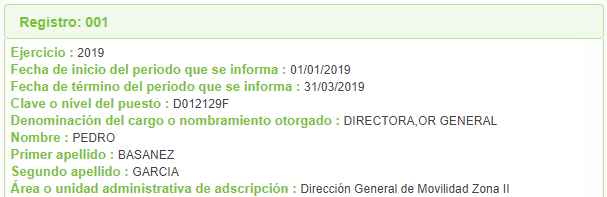 Registro: 001
Ejercicio : 2019
Fecha de inicio del periodo que se informa : 01/01/2019
Fecha de término del periodo que se informa : 31/03/2019
Clave o nivel del puesto : D012129F
Denominación del cargo o nombramiento otorgado : DIRECTORA,OR GENERAL
Nombre : PEDRO
Primer apellido : BASANEZ
Segundo apellido : GARCIA
Área o unidad administrativa de adscripción : Dirección General de Movilidad Zona II